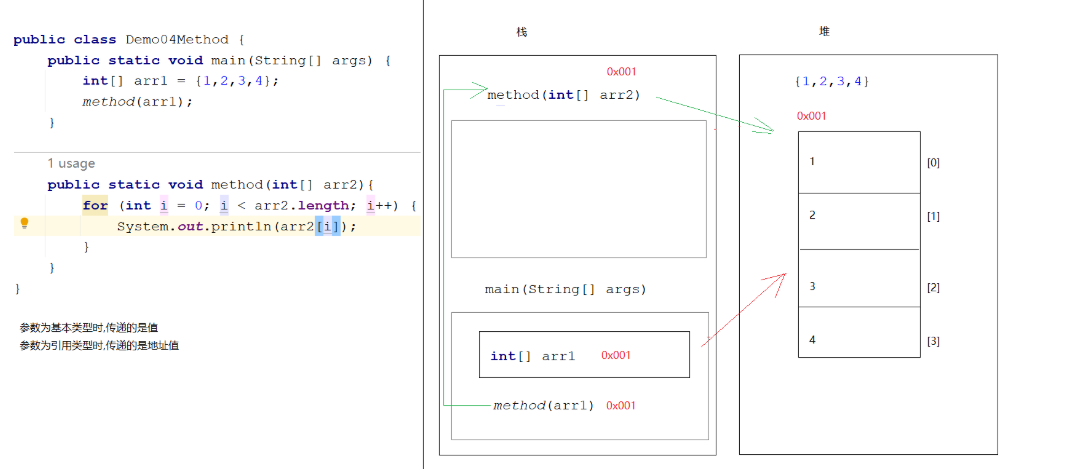 public class Demo04Method {
public static void main(String[] args) {
int[] arr1 = {1,2,3,4};
method(arr1);
}
1 usage
public static void method(int[] arr2){
for (int i = 0; i < arr2.length; i++) {
System.out.println(arr2[i]);
}
}
}
参数为基本类型时,传递的是值
参数为引用类型时,传递的是地址值
栈
0x001
method(int[] arr2)
main(String[] args)
int[] arr1 0x001
method(arr1) 0x001
堆
{1,2,3,4}
0x001
1 [0]
2 [1]
3 [2]
4 [3]